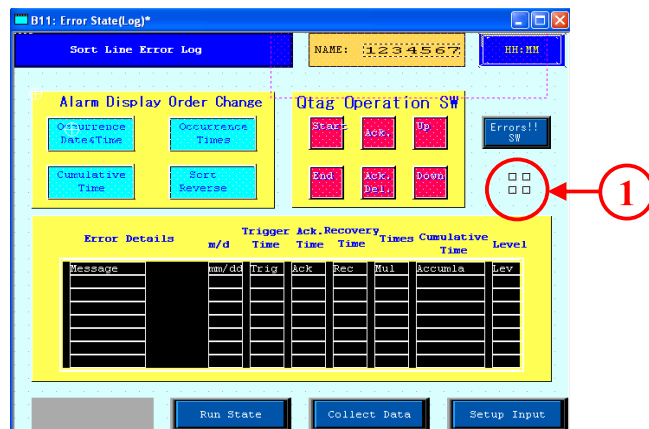 B11: Error State(Log)*
Sort Line Error Log
NAME: 1234567
HH:MM
Alarm Display Order Change
Qtag Operation SW
Occurrence
Date&Time
Occurrence
Times
Start
Ack.
Up
Errors!!
SW
Cumulative
Time
Sort
Reverse
End
Ack.
Del.
Down
1
Error Details
m/d
Trigger
Time
Ack.
Time
Recovery
Time
Times
Cumulative
Time
Level
Message mm/dd Trig Ack Rec Mul Accumla Lev
Run State
Collect Data
Setup Input